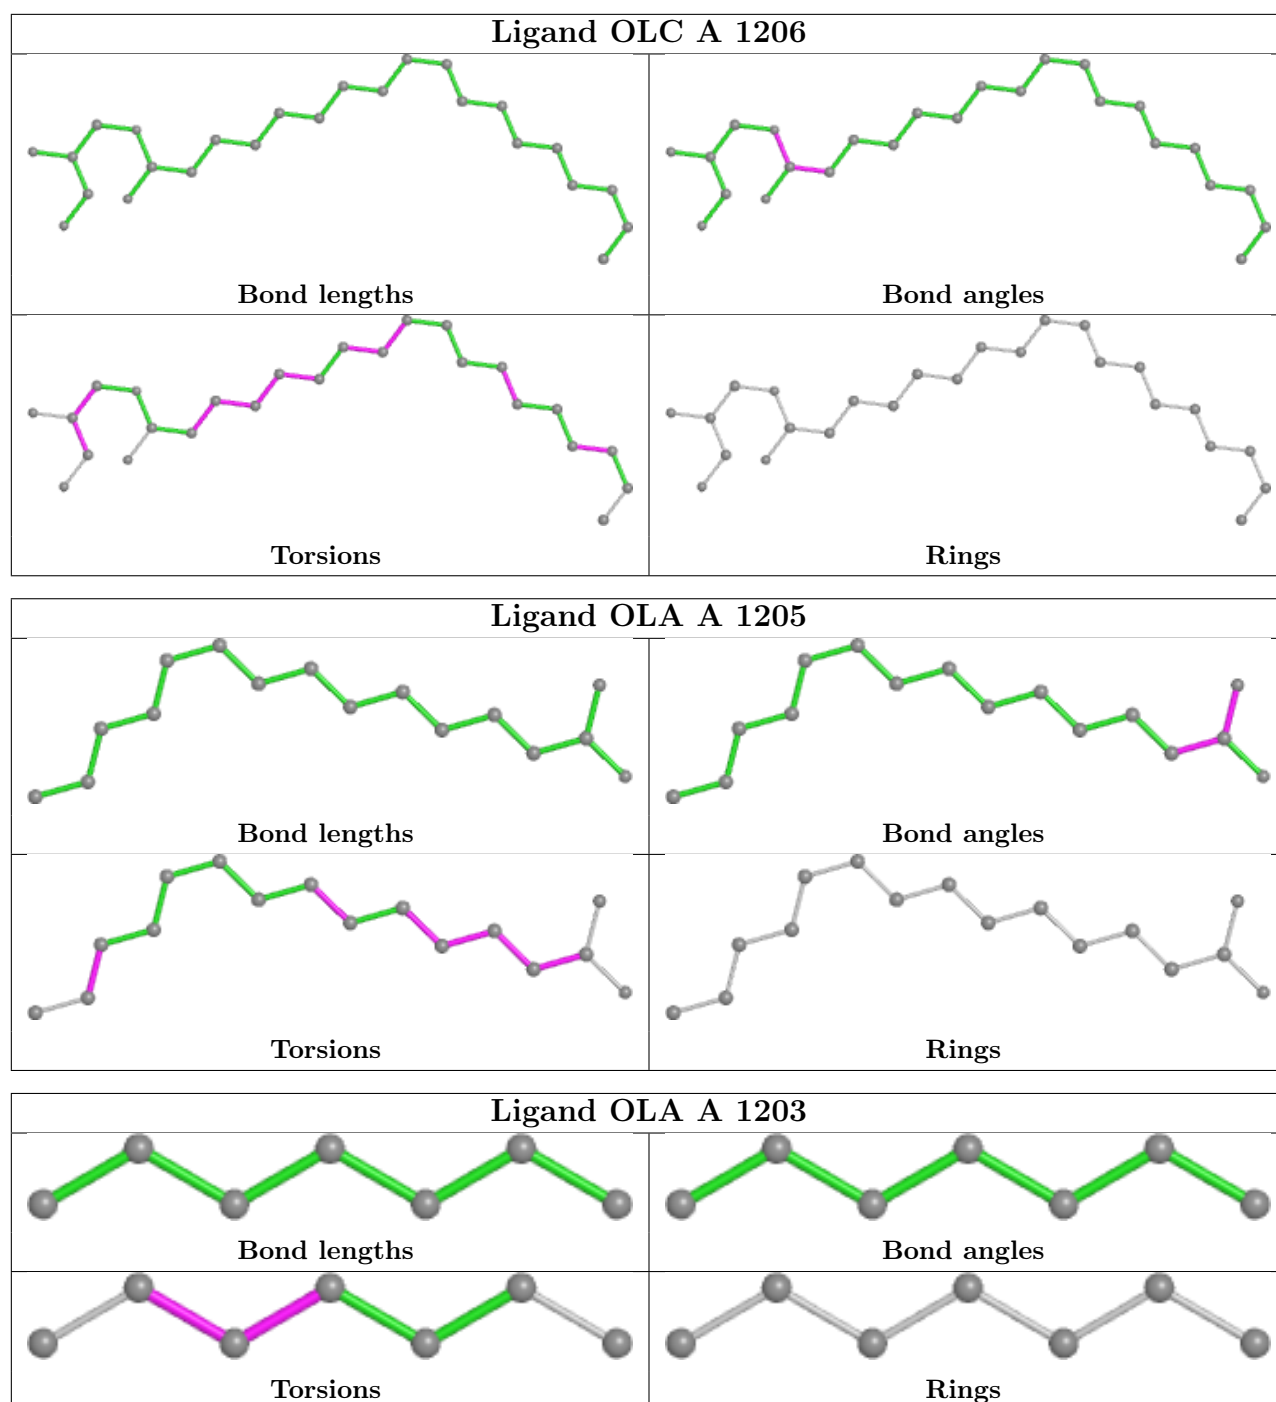 Ligand OLC A 1206
Bond lengths
Bond angles
Torsions
Rings
Ligand OLA A 1205
Bond lengths
Bond angles
Torsions
Rings
Ligand OLA A 1203
Bond lengths
Bond angles
Torsions
Rings